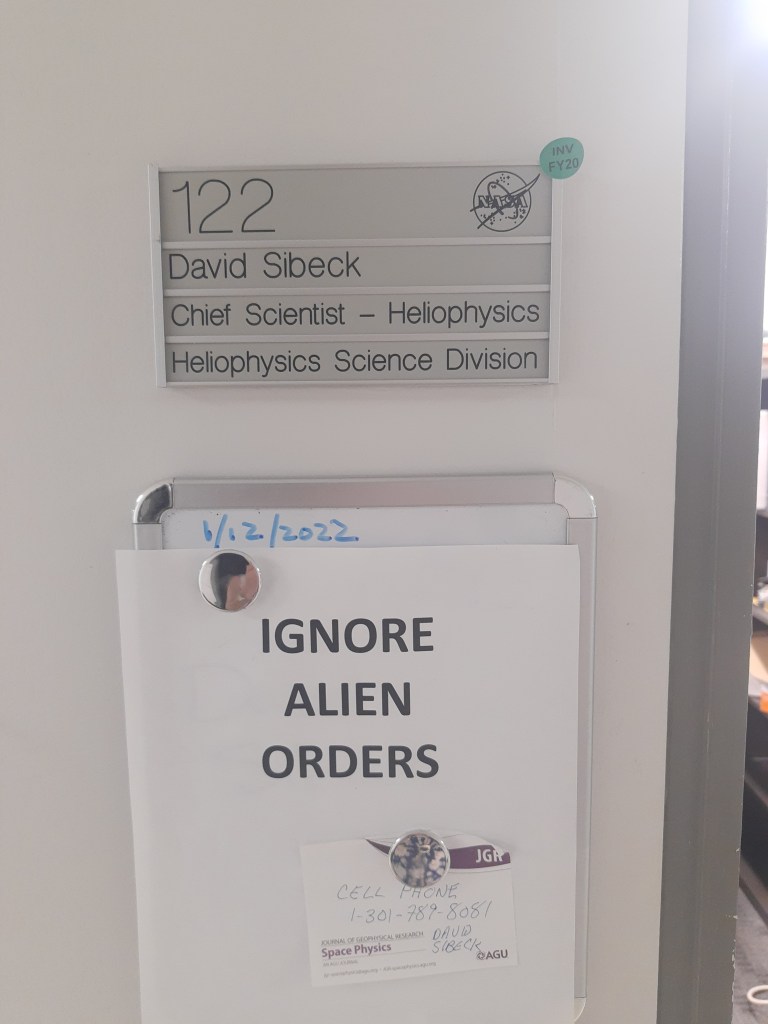 INV
FY20
122
NASA
David Sibeck
Chief Scientist – Heliophysics
Heliophysics Science Division
1/12/2022
IGNORE
ALIEN
ORDERS
JGR
CELL PHONE
1-301-789-8081
JOURNAL OF GEOPHYSICAL RESEARCH
Space Physics
DAVID
SIBECK
AGU